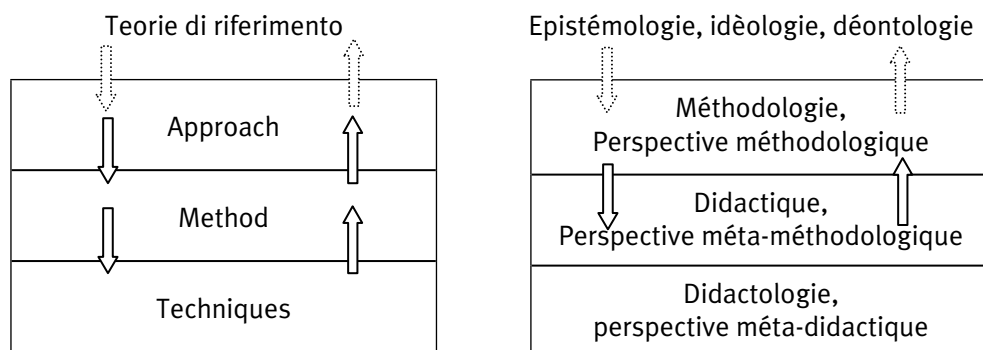 Teorie di riferimento
Approach
Method
Techniques
Epistémologie, idèologie, déontologie
Méthodologie,
Perspective méthodologique
Didactique,
Perspective méta-méthodologique
Didactologie,
perspective méta-didactique